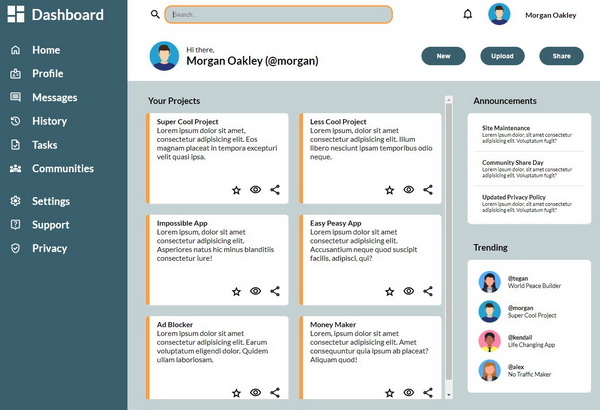 Dashboard
Home
Profile
Messages
History
Tasks
Communities
Settings
Support
Privacy
Search...
Morgan Oakley
Hi there,
Morgan Oakley (@morgan)
New
Upload
Share
Your Projects
Super Cool Project
Lorem ipsum dolor sit amet,
consectetur adipisicing elit. Eos
magnam placeat in tempora excepturi
velit quasi ipsa.
Less Cool Project
Lorem ipsum dolor sit amet
consectetur adipisicing elit. Illum
libero nesciunt ipsam temporibus odio
neque.
Impossible App
Lorem ipsum dolor sit amet
consectetur adipisicing elit.
Asperiores natus hic minus blanditiis
consectetur iure!
Easy Peasy App
Lorem ipsum dolor sit amet consectetur.
Accusantium neque quod suscipit
facilis, adipisci, qui?
Ad Blocker
Lorem ipsum dolor sit amet
consectetur adipisicing elit. Earum
voluptatum eligendi dolor. Quidem
ullam laboriosam.
Money Maker
Lorem, ipsum dolor sit amet
consectetur adipisicing elit. Amet
consequuntur quia ipsum ab placeat?
Aliquam quod!
Announcements
Site Maintenance
Lorem ipsum dolor, sit amet consectetur
adipisicing elit. Voluptatum fugit?
Community Share Day
Lorem ipsum dolor, sit amet consectetur
adipisicing elit. Voluptatum fugit?
Updated Privacy Policy
Lorem ipsum dolor, sit amet consectetur
adipisicing elit. Voluptatum fugit?
Trending
@tegan
World Peace Builder
@morgan
Super Cool Project
@kendall
Life Changing App
@alex
No Traffic Maker